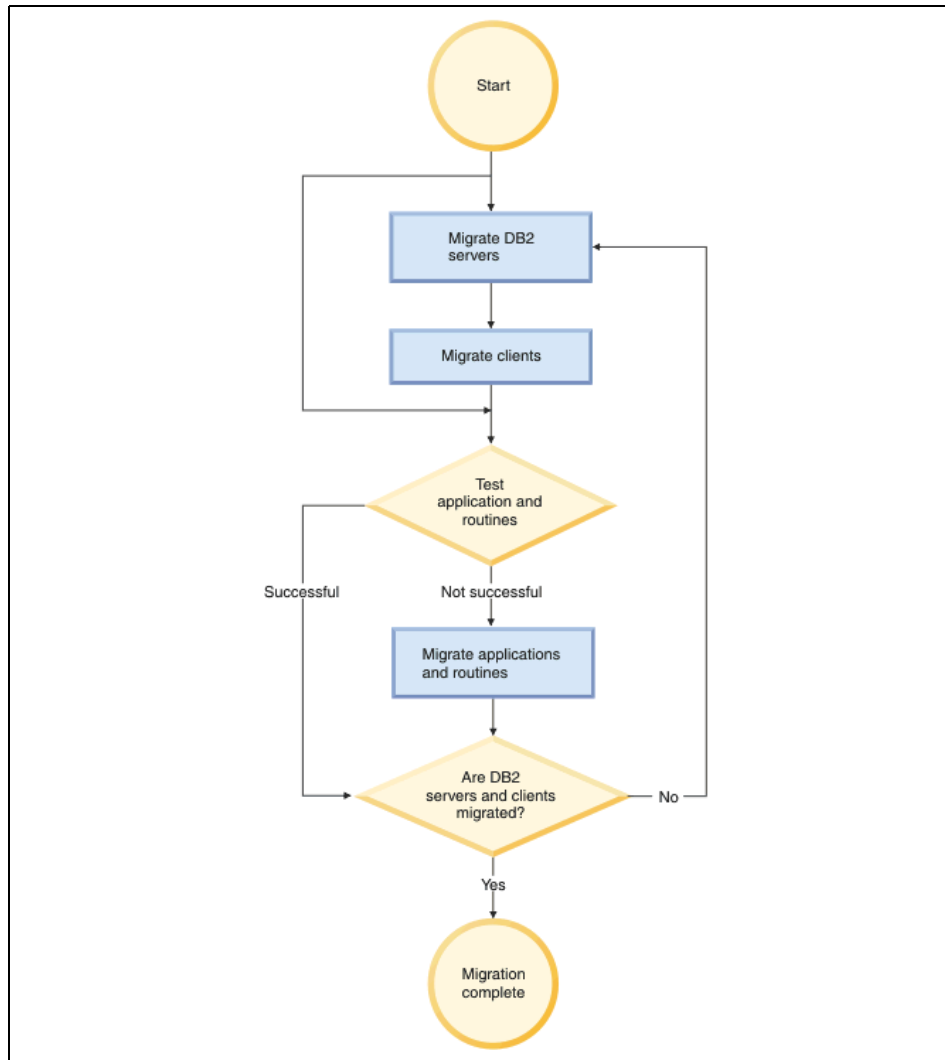 Start
Migrate DB2
servers
Migrate clients
Test
application and
routines
Successful
Not successful
Migrate applications
and routines
Are DB2
servers and clients
migrated?
No
Yes
Migration
complete